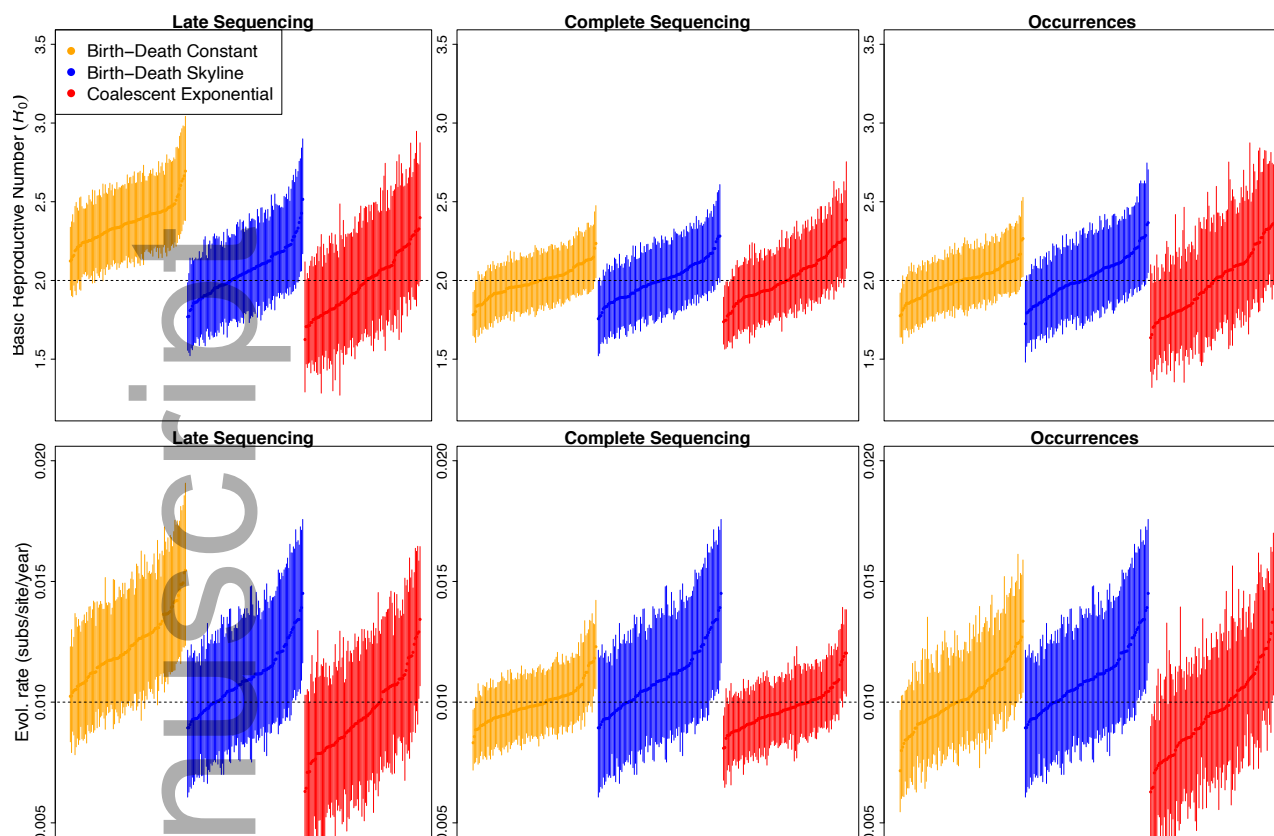 Late Sequencing Complete Sequencing Occurrences
Birth–Death Constant
Birth–Death Skyline
Coalescent Exponential
Basic Reproductive Number (R0)
3.5 3.0 2.5 2.0 1.5
3.5 3.0 2.5 2.0 1.5
3.5 3.0 2.5 2.0 1.5
Late Sequencing Complete Sequencing Occurrences
Evol. rate (subs/site/year)
0.020 0.015 0.010 0.005
0.020 0.015 0.010 0.005
0.020 0.015 0.010 0.005
nuscript